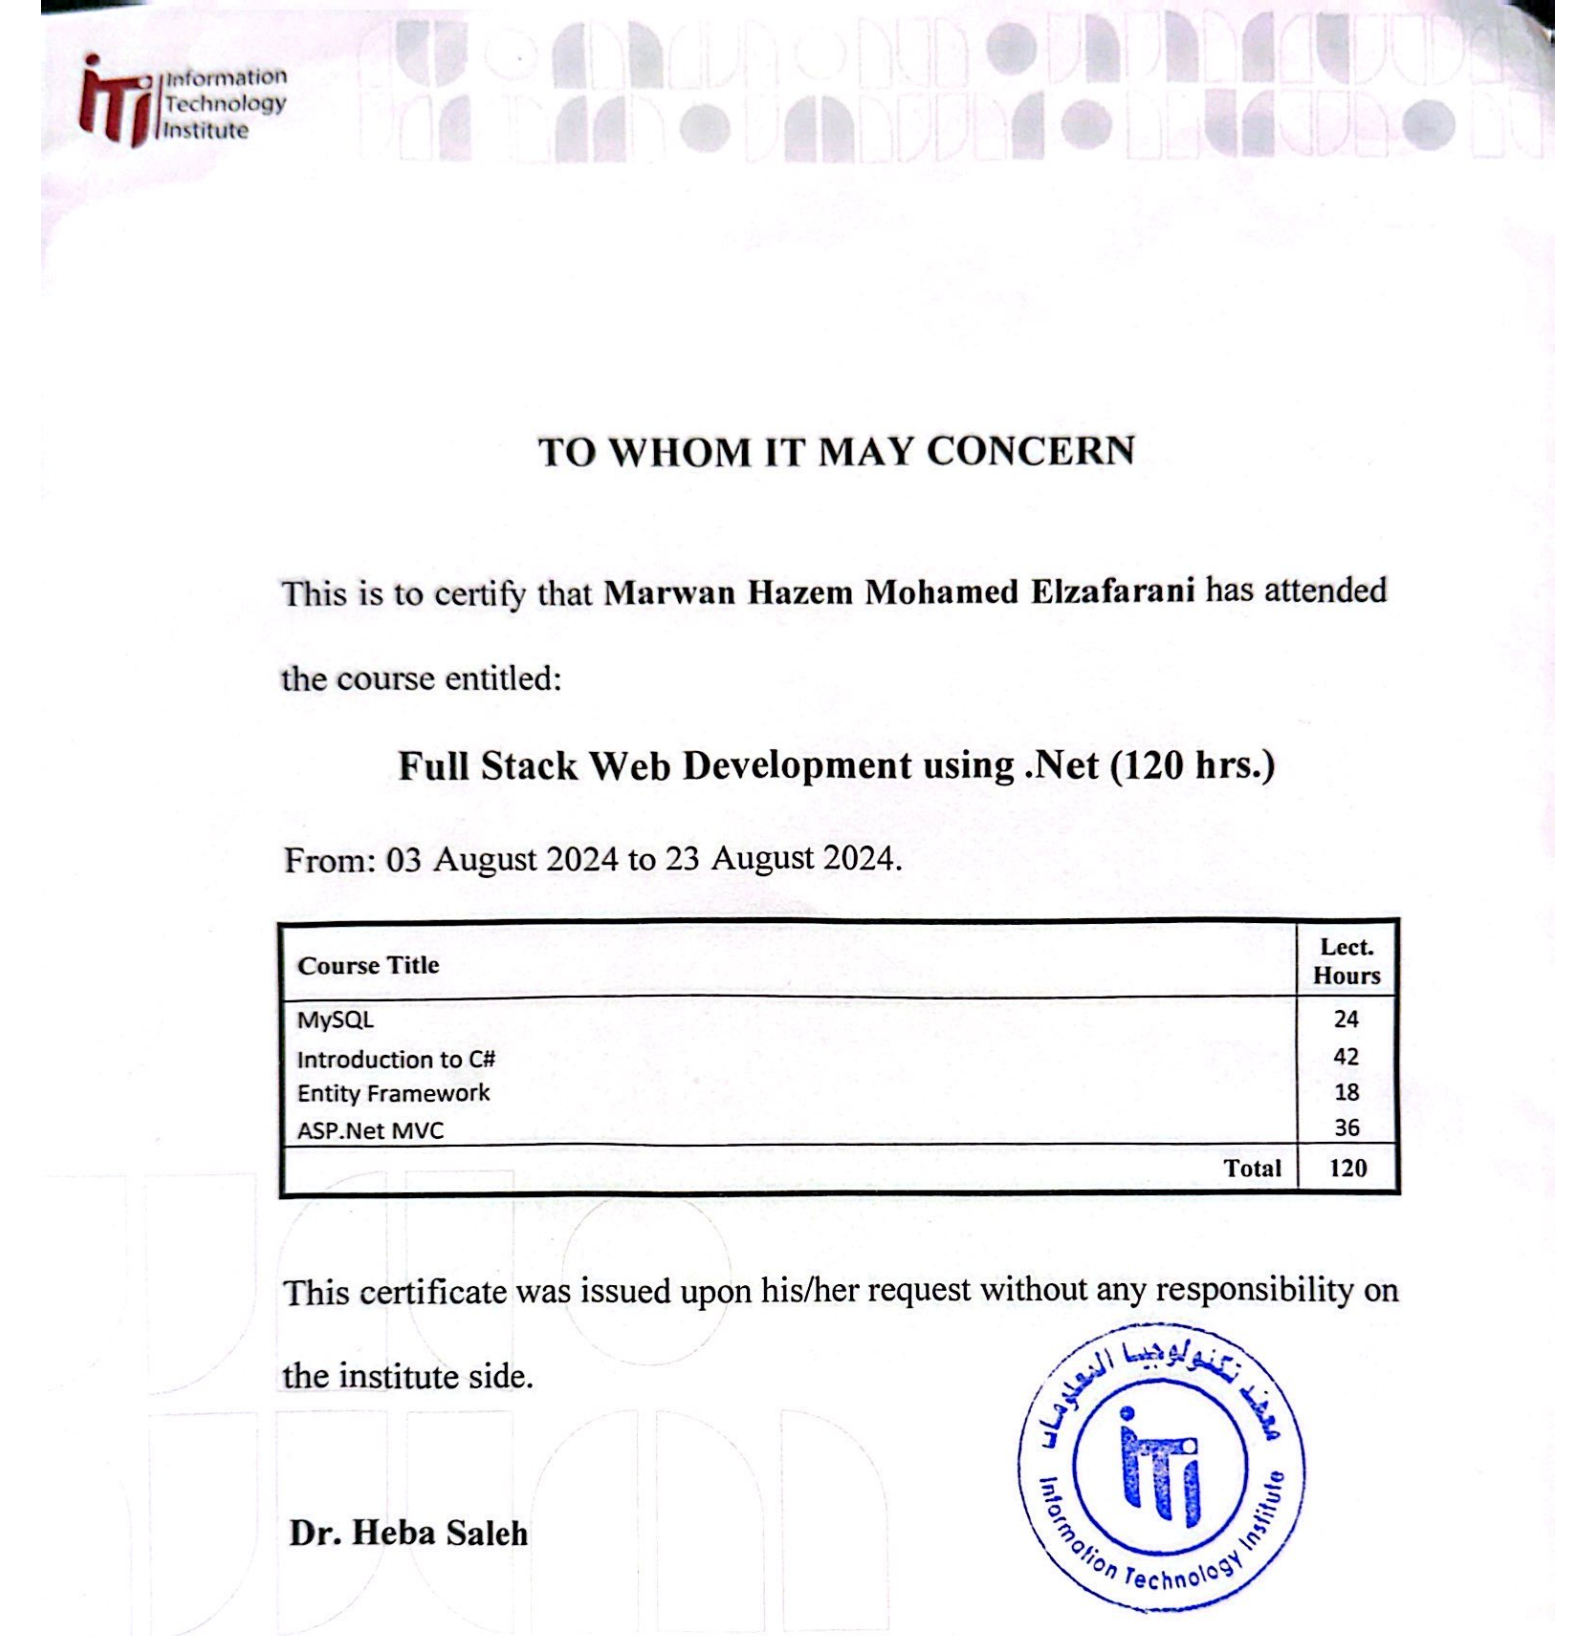 iTi
Information
Technology
Institute
TO WHOM IT MAY CONCERN
This is to certify that Marwan Hazem Mohamed Elzafarani has attended
the course entitled:
Full Stack Web Development using .Net (120 hrs.)
From: 03 August 2024 to 23 August 2024.
Course Title Lect. Hours
MySQL 24
Introduction to C# 42
Entity Framework 18
ASP.Net MVC 36
Total 120
This certificate was issued upon his/her request without any responsibility on
the institute side.
Dr. Heba Saleh
معهد تكنولوجيا المعلومات
iTi
Information Technology Institute